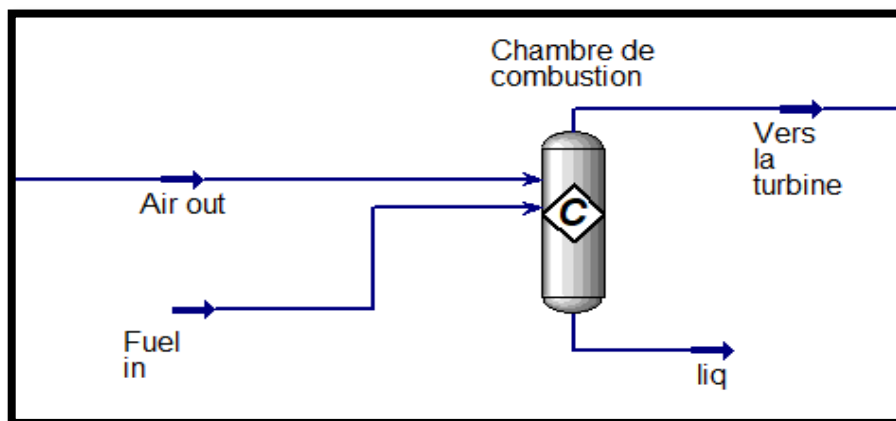 Chambre de
combustion
Vers
la
turbine
Air out
C
Fuel
in
liq